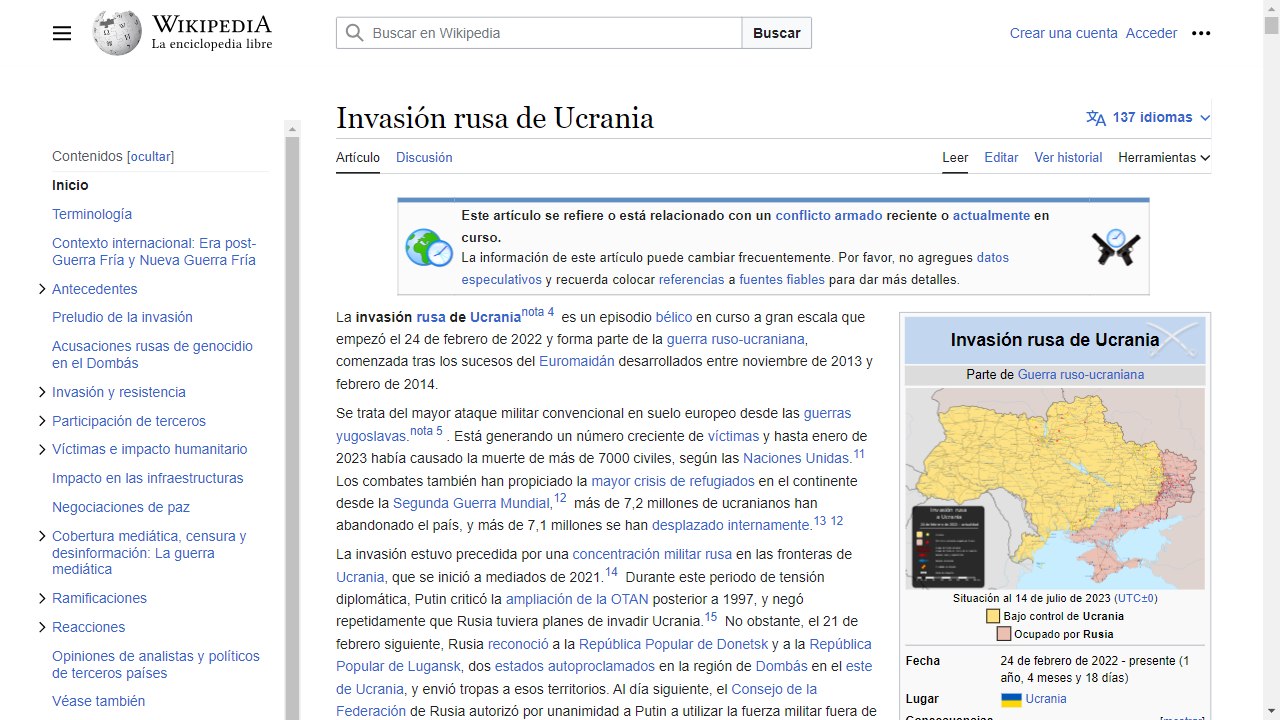 WIKIPEDIA
La enciclopedia libre
Buscar en Wikipedia
Buscar
Crear una cuenta Acceder
Invasión rusa de Ucrania
137 idiomas
Artículo Discusión
Leer Editar Ver historial Herramientas
Contenidos [ocultar]
Inicio
Terminología
Contexto internacional: Era post-
Guerra Fría y Nueva Guerra Fría
Antecedentes
Preludio de la invasión
Acusaciones rusas de genocidio
en el Dombás
Invasión y resistencia
Participación de terceros
Víctimas e impacto humanitario
Impacto en las infraestructuras
Negociaciones de paz
Cobertura mediática, censura y
desinformación: La guerra
mediática
Ramificaciones
Reacciones
Opiniones de analistas y políticos
de terceros países
Véase también
Este artículo se refiere o está relacionado con un conflicto armado reciente o actualmente en
curso.
La información de este artículo puede cambiar frecuentemente. Por favor, no agregues datos
especulativos y recuerda colocar referencias a fuentes fiables para dar más detalles.
La invasión rusa de Ucrania nota 4 es un episodio bélico en curso a gran escala que
empezó el 24 de febrero de 2022 y forma parte de la guerra ruso-ucraniana,
comenzada tras los sucesos del Euromaidán desarrollados entre noviembre de 2013 y
febrero de 2014.
Se trata del mayor ataque militar convencional en suelo europeo desde las guerras
yugoslavas.nota 5 . Está generando un número creciente de víctimas y hasta enero de
2023 había causado la muerte de más de 7000 civiles, según las Naciones Unidas.11
Los combates también han propiciado la mayor crisis de refugiados en el continente
desde la Segunda Guerra Mundial,12 más de 7,2 millones de ucranianos han
abandonado el país, y más de 7,1 millones se han desplazado internamente.13 12
La invasión estuvo precedida por una concentración militar rusa en las fronteras de
Ucrania, que se inició a comienzos de 2021.14 Durante este periodo de tensión
diplomática, Putin criticó la ampliación de la OTAN posterior a 1997, y negó
repetidamente que Rusia tuviera planes de invadir Ucrania.15 No obstante, el 21 de
febrero siguiente, Rusia reconoció a la República Popular de Donetsk y a la República
Popular de Lugansk, dos estados autoproclamados en la región de Dombás en el este
de Ucrania, y envió tropas a esos territorios. Al día siguiente, el Consejo de la
Federación de Rusia autorizó por unanimidad a Putin a utilizar la fuerza militar fuera de
Invasión rusa de Ucrania
Parte de Guerra ruso-ucraniana
Invasión rusa
a Ucrania
Situación al 14 de julio de 2023 (UTC±0)
Bajo control de Ucrania
Ocupado por Rusia
Fecha 24 de febrero de 2022 - presente (1
año, 4 meses y 18 días)
Lugar Ucrania
Consecuencias [mostrar]